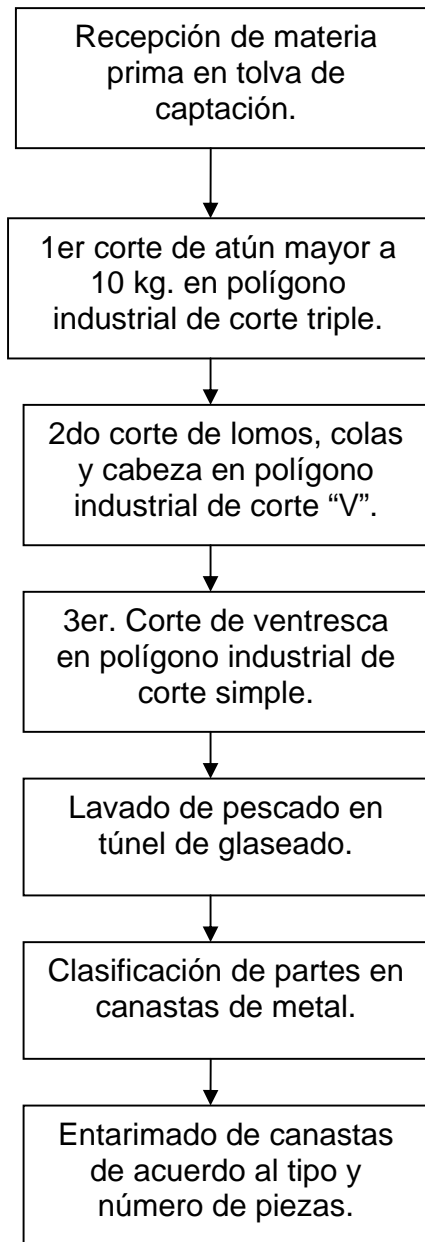 Recepción de materia
prima en tolva de
captación.
1er corte de atún mayor a
10 kg. en polígono
industrial de corte triple.
2do corte de lomos, colas
y cabeza en polígono
industrial de corte “V”.
3er. Corte de ventresca
en polígono industrial de
corte simple.
Lavado de pescado en
túnel de glaseado.
Clasificación de partes en
canastas de metal.
Entarimado de canastas
de acuerdo al tipo y
número de piezas.